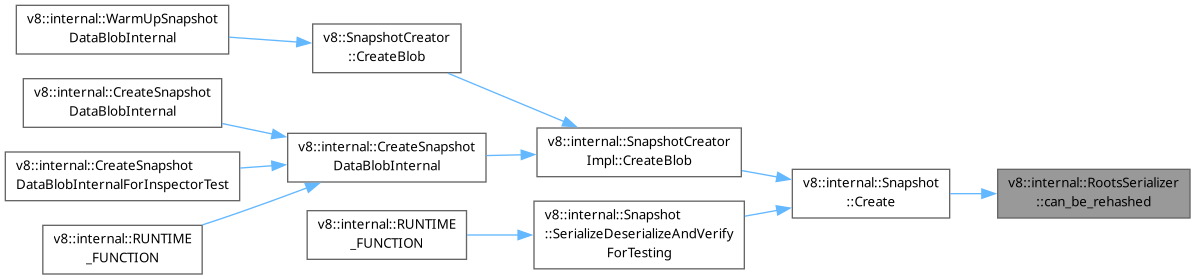 v8::internal::WarmUpSnapshot
DataBlobInternal
v8::SnapshotCreator
::CreateBlob
v8::internal::CreateSnapshot
DataBlobInternal
v8::internal::CreateSnapshot
DataBlobInternal
v8::internal::SnapshotCreator
Impl::CreateBlob
v8::internal::CreateSnapshot
DataBlobInternalForInspectorTest
v8::internal::Snapshot
::Create
v8::internal::RootsSerializer
::can_be_rehashed
v8::internal::RUNTIME
_FUNCTION
v8::internal::RUNTIME
_FUNCTION
v8::internal::Snapshot
::SerializeDeserializeAndVerify
ForTesting